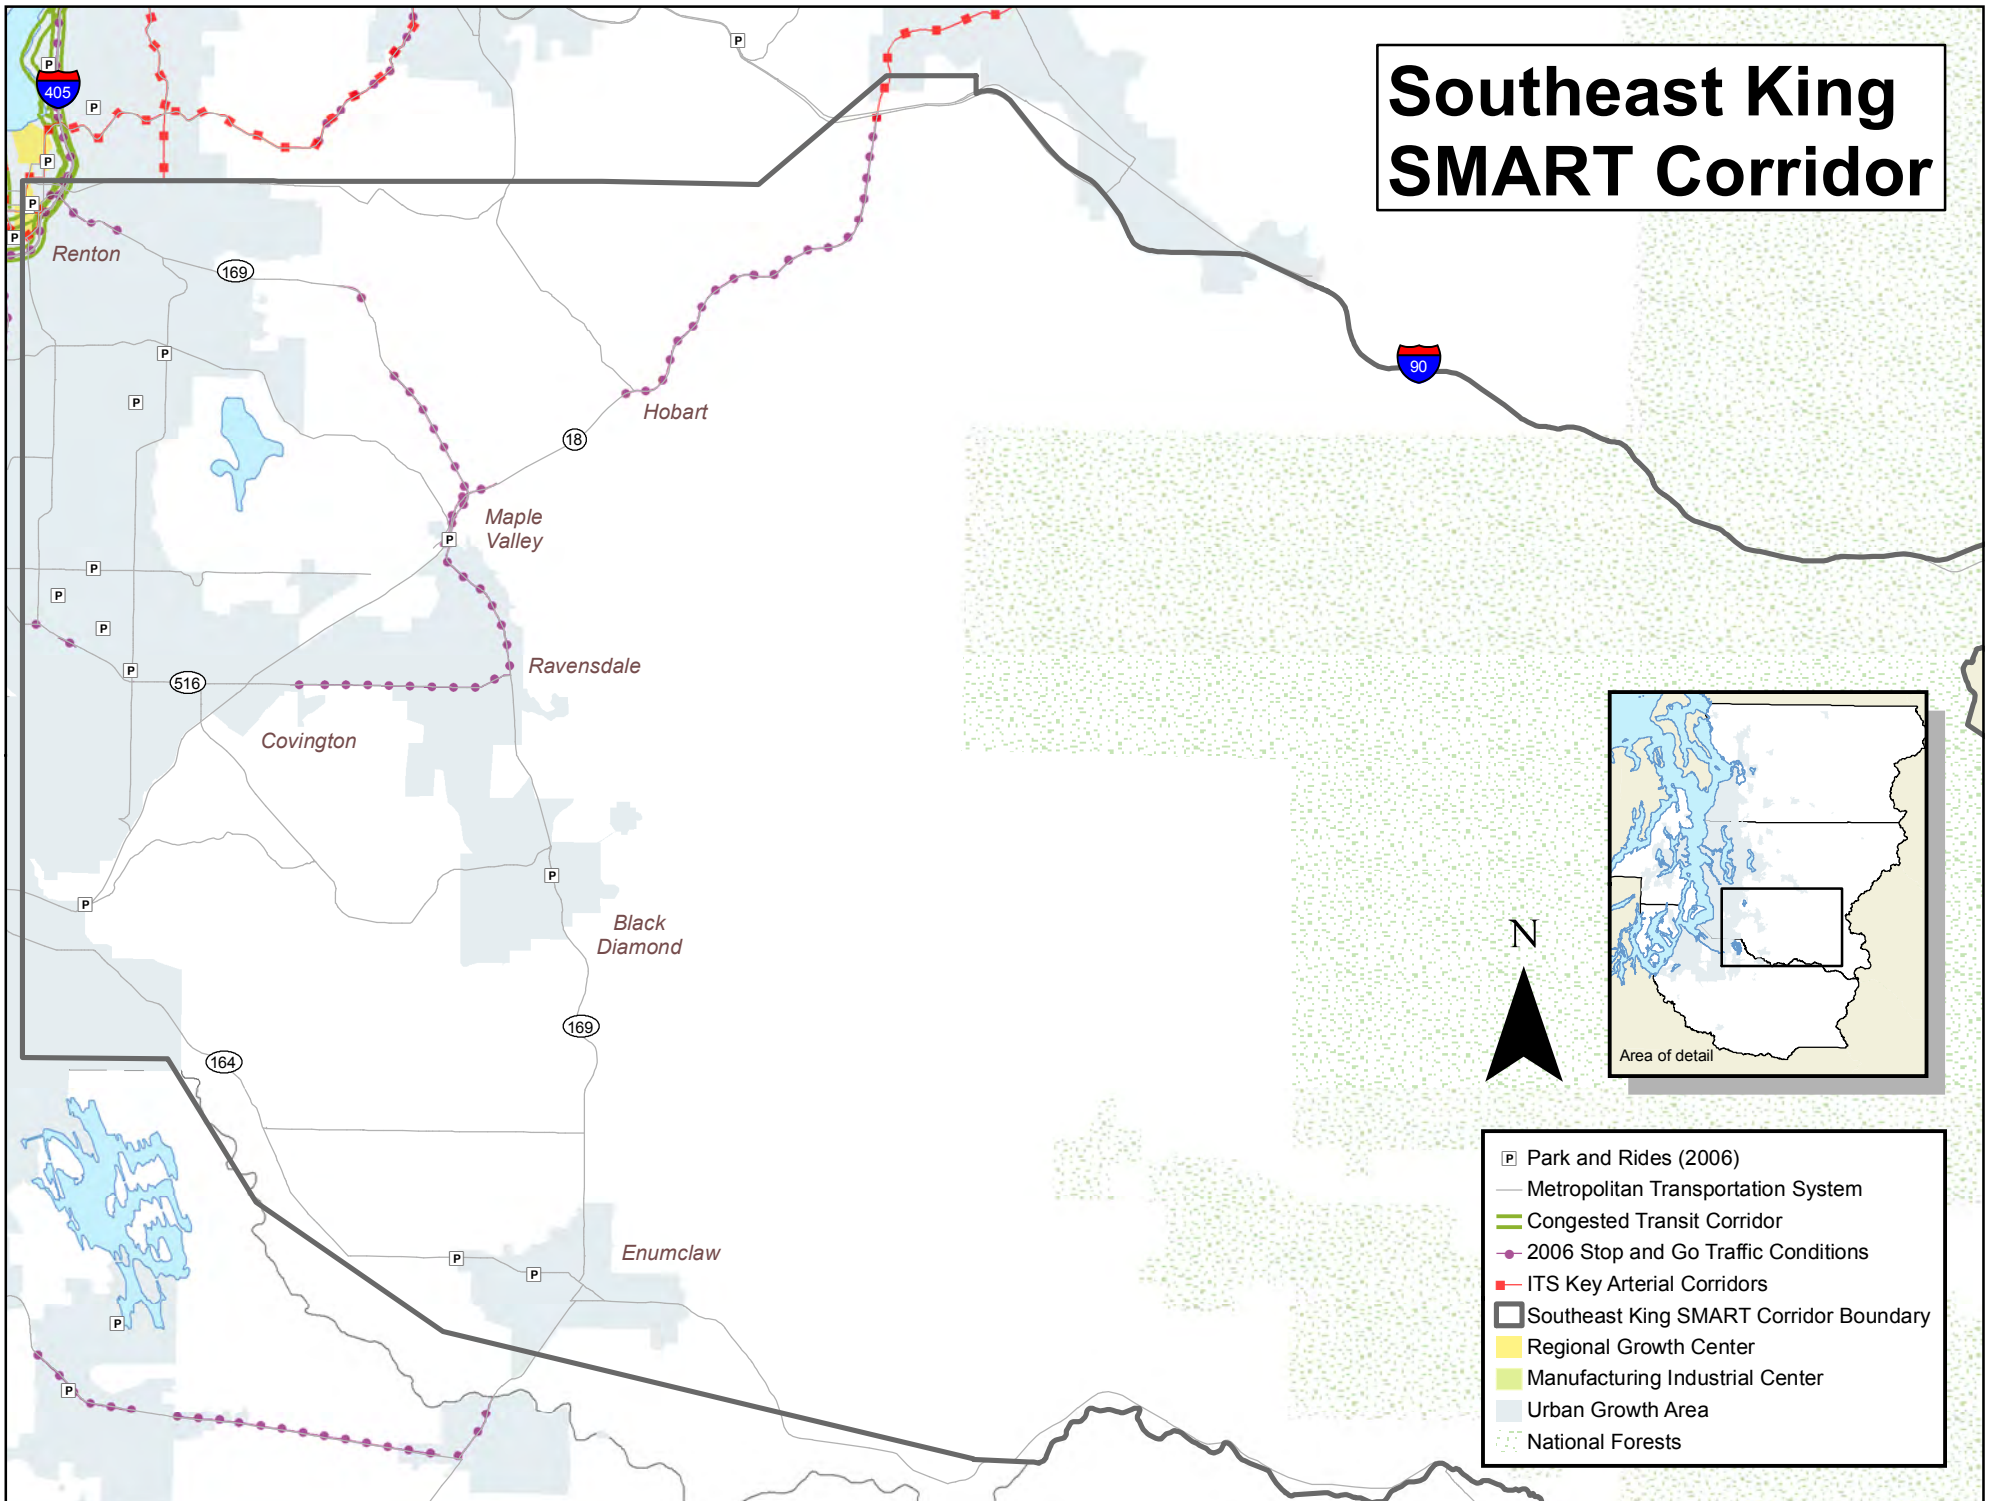 Southeast King
SMART Corridor
P
P
405
P
P
P
P
Renton
169
P
90
P
Hobart
18
Maple
Valley
P
P
P
P
P
Ravensdale
516
Covington
P
P
Black
Diamond
N
169
164
Area of detail
P
P
Enumclaw
P
P
P Park and Rides (2006)
Metropolitan Transportation System
Congested Transit Corridor
2006 Stop and Go Traffic Conditions
ITS Key Arterial Corridors
Southeast King SMART Corridor Boundary
Regional Growth Center
Manufacturing Industrial Center
Urban Growth Area
National Forests